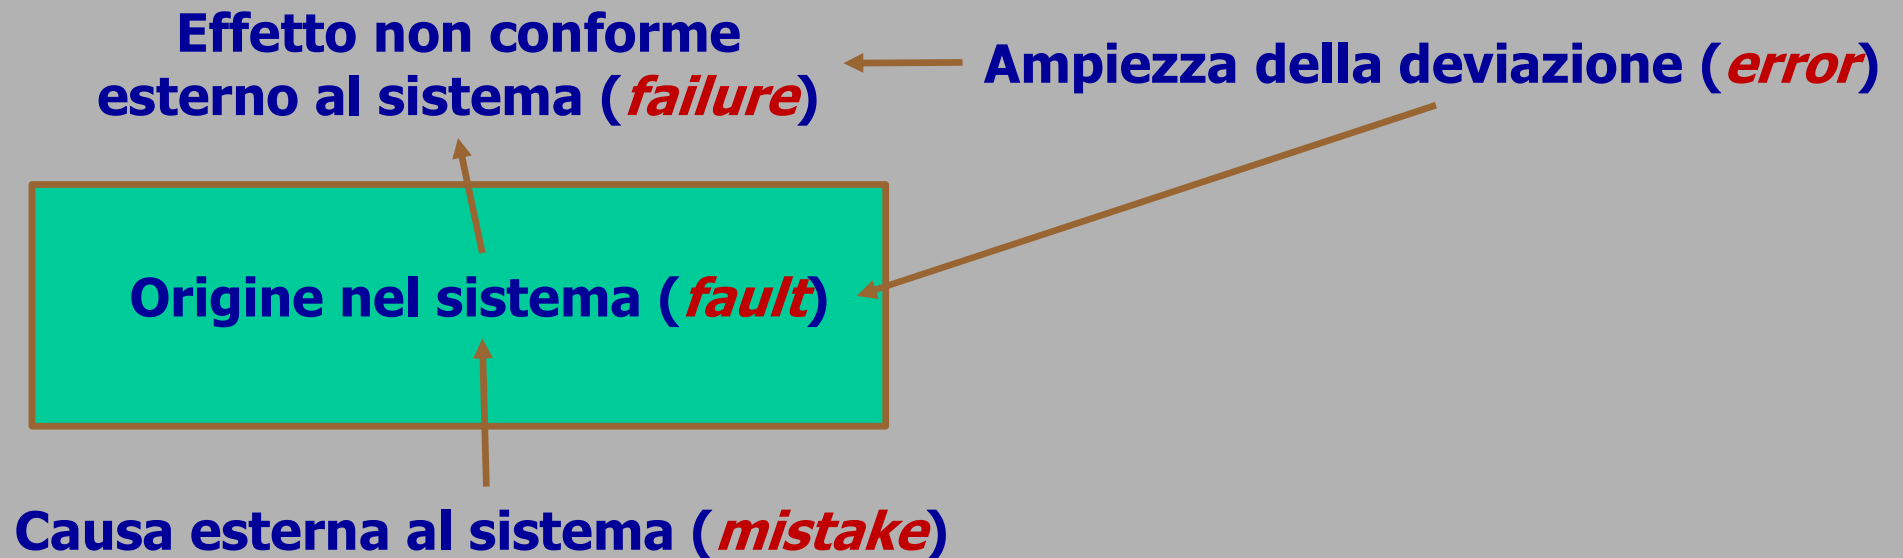 Effetto non conforme
esterno al sistema (failure)
Ampiezza della deviazione (error)
Origine nel sistema (fault)
Causa esterna al sistema (mistake)